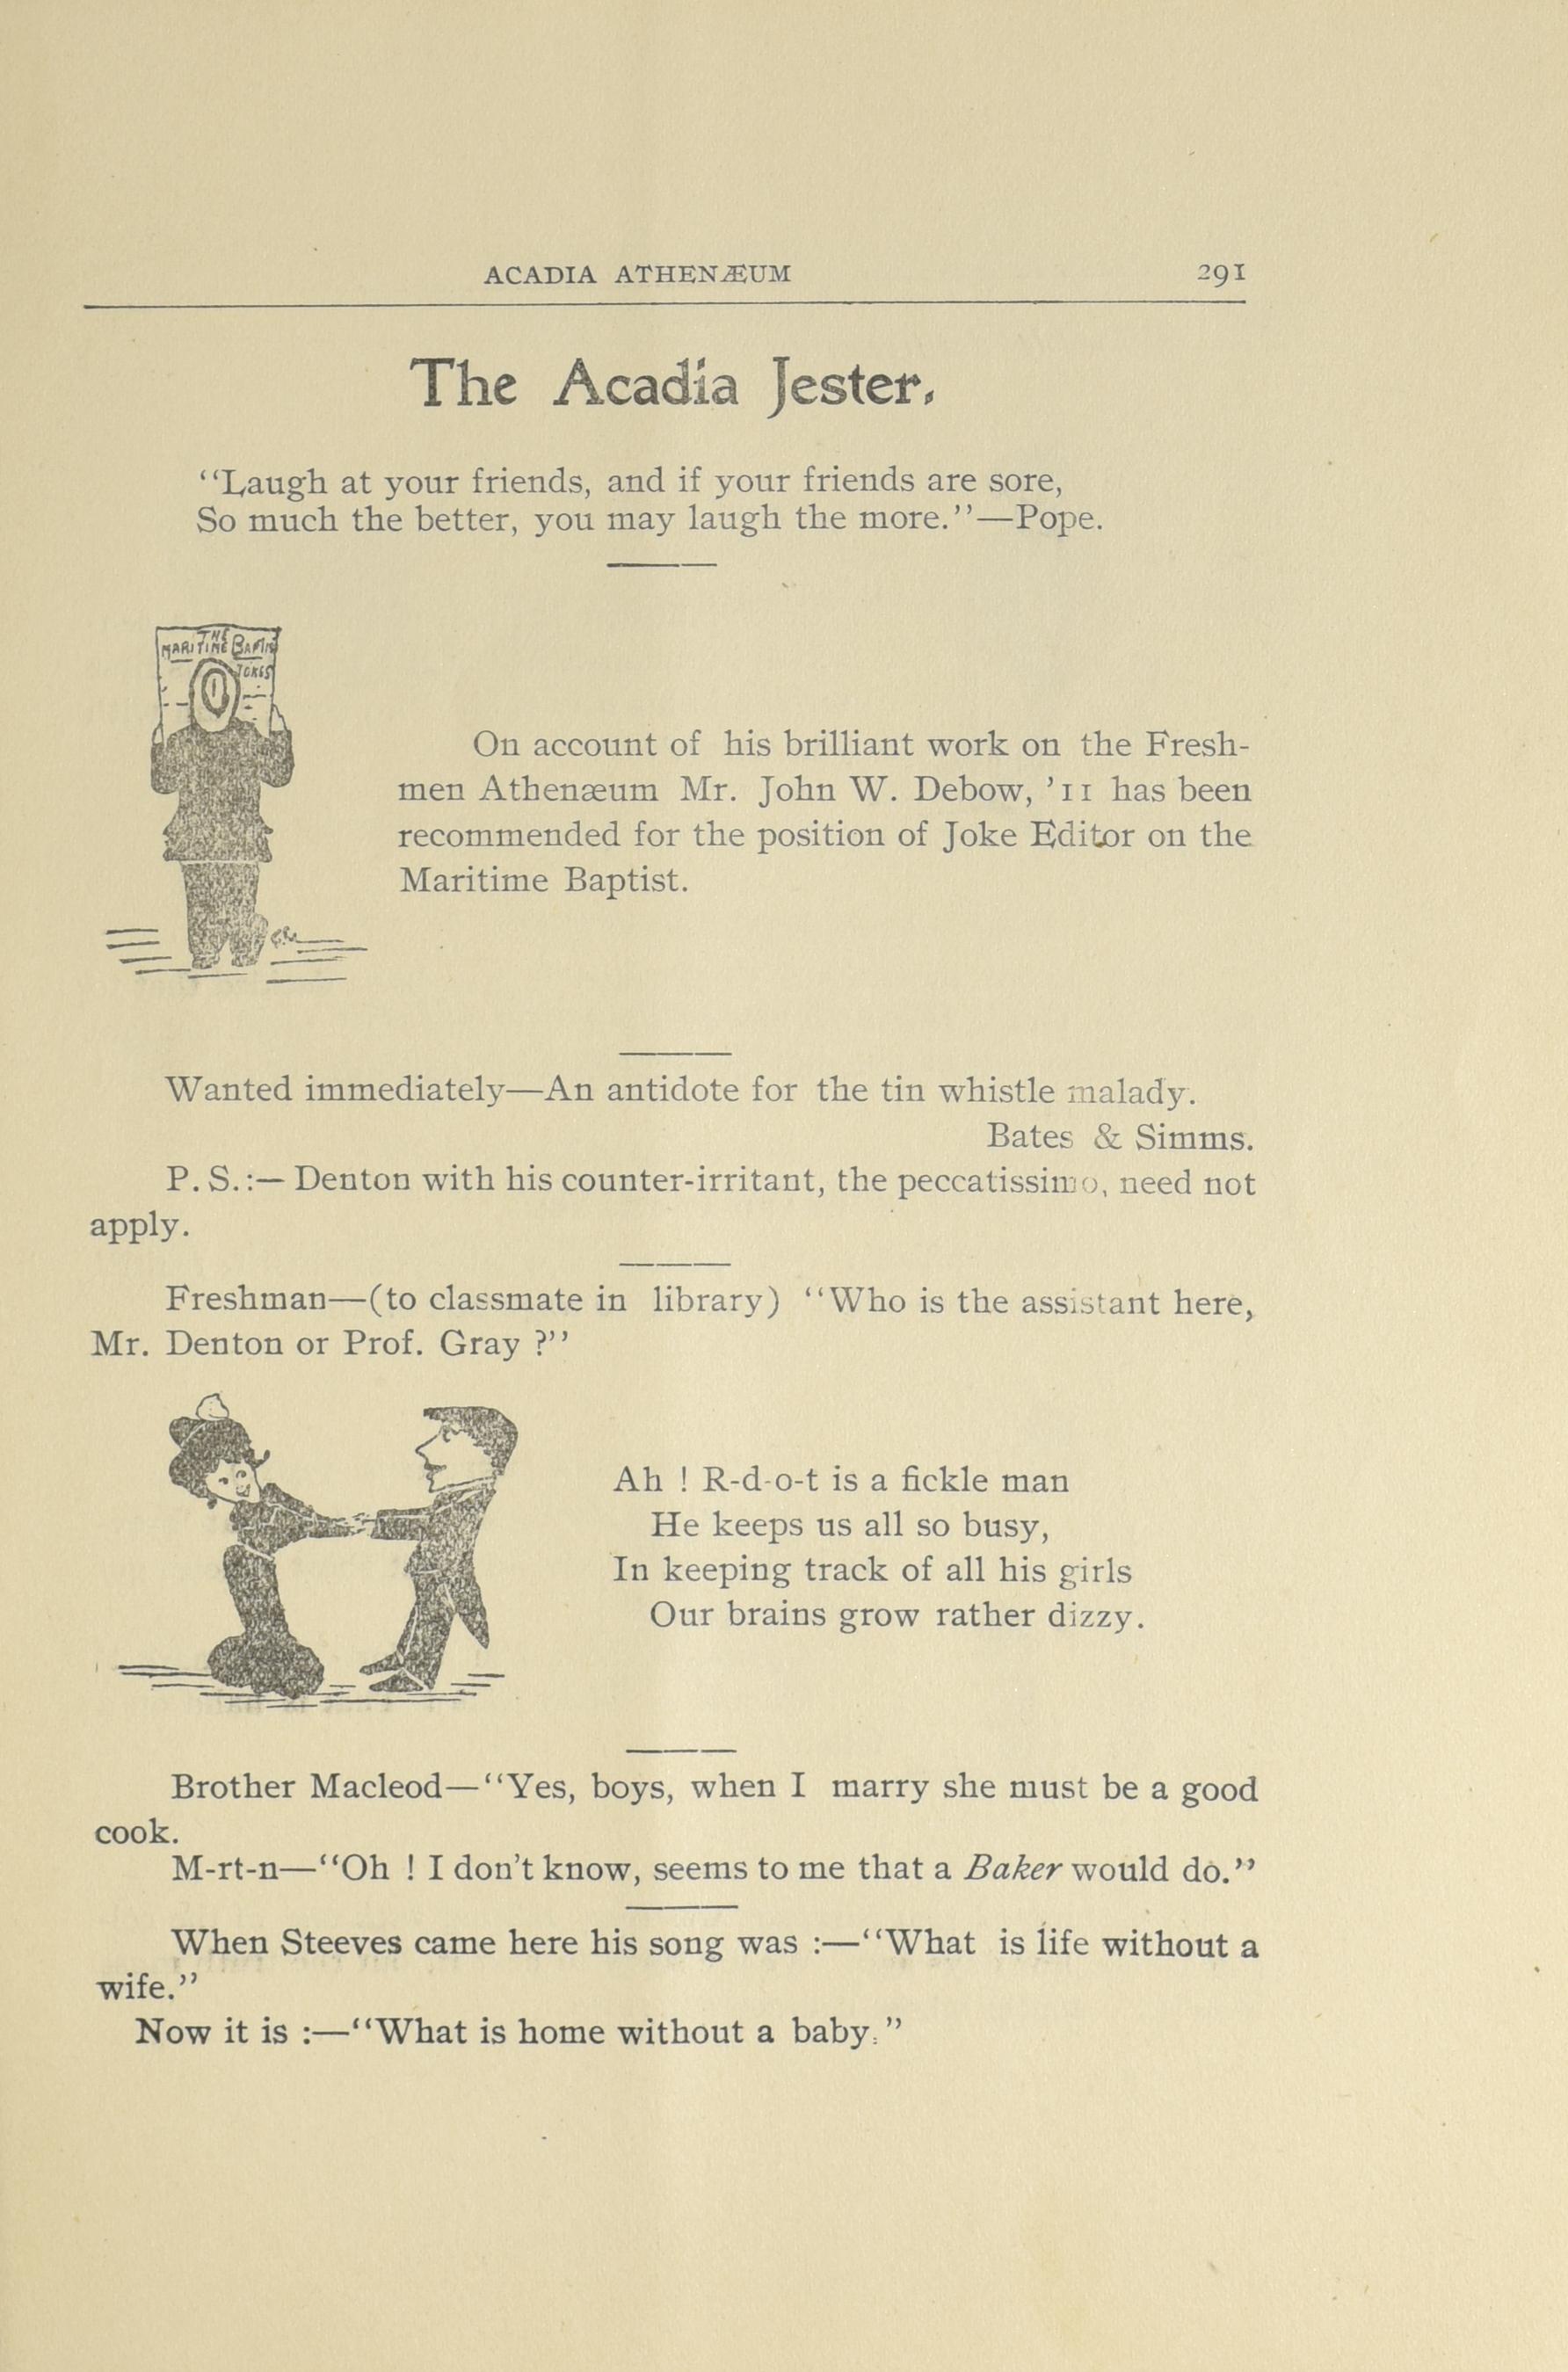 ACADIA ATHENÆUM 291
The Acadia Jester.
‘‘Laugh at your friends, and if your friends are sore,
So much the better, you may laugh the more.’’—Pope.
THE
MARITIME BAPTIST
JOKES
On account of his brilliant work on the Fresh-
men Athenæum Mr. John W. Debow, ’11 has been
recommended for the position of Joke Editor on the
Maritime Baptist.
Wanted immediately—An antidote for the tin whistle malady.
Bates & Simms.
P. S.:— Denton with his counter-irritant, the peccatissimo, need not
apply.
Freshman—(to classmate in library) ‘‘Who is the assistant here,
Mr. Denton or Prof. Gray ?’’
Ah ! R-d-o-t is a fickle man
He keeps us all so busy,
In keeping track of all his girls
Our brains grow rather dizzy.
Brother Macleod—‘‘Yes, boys, when I marry she must be a good
cook.
M-rt-n—‘‘Oh ! I don’t know, seems to me that a Baker would do.’’
When Steeves came here his song was :—‘‘What is life without a
wife.’’
Now it is :—‘‘What is home without a baby.’’